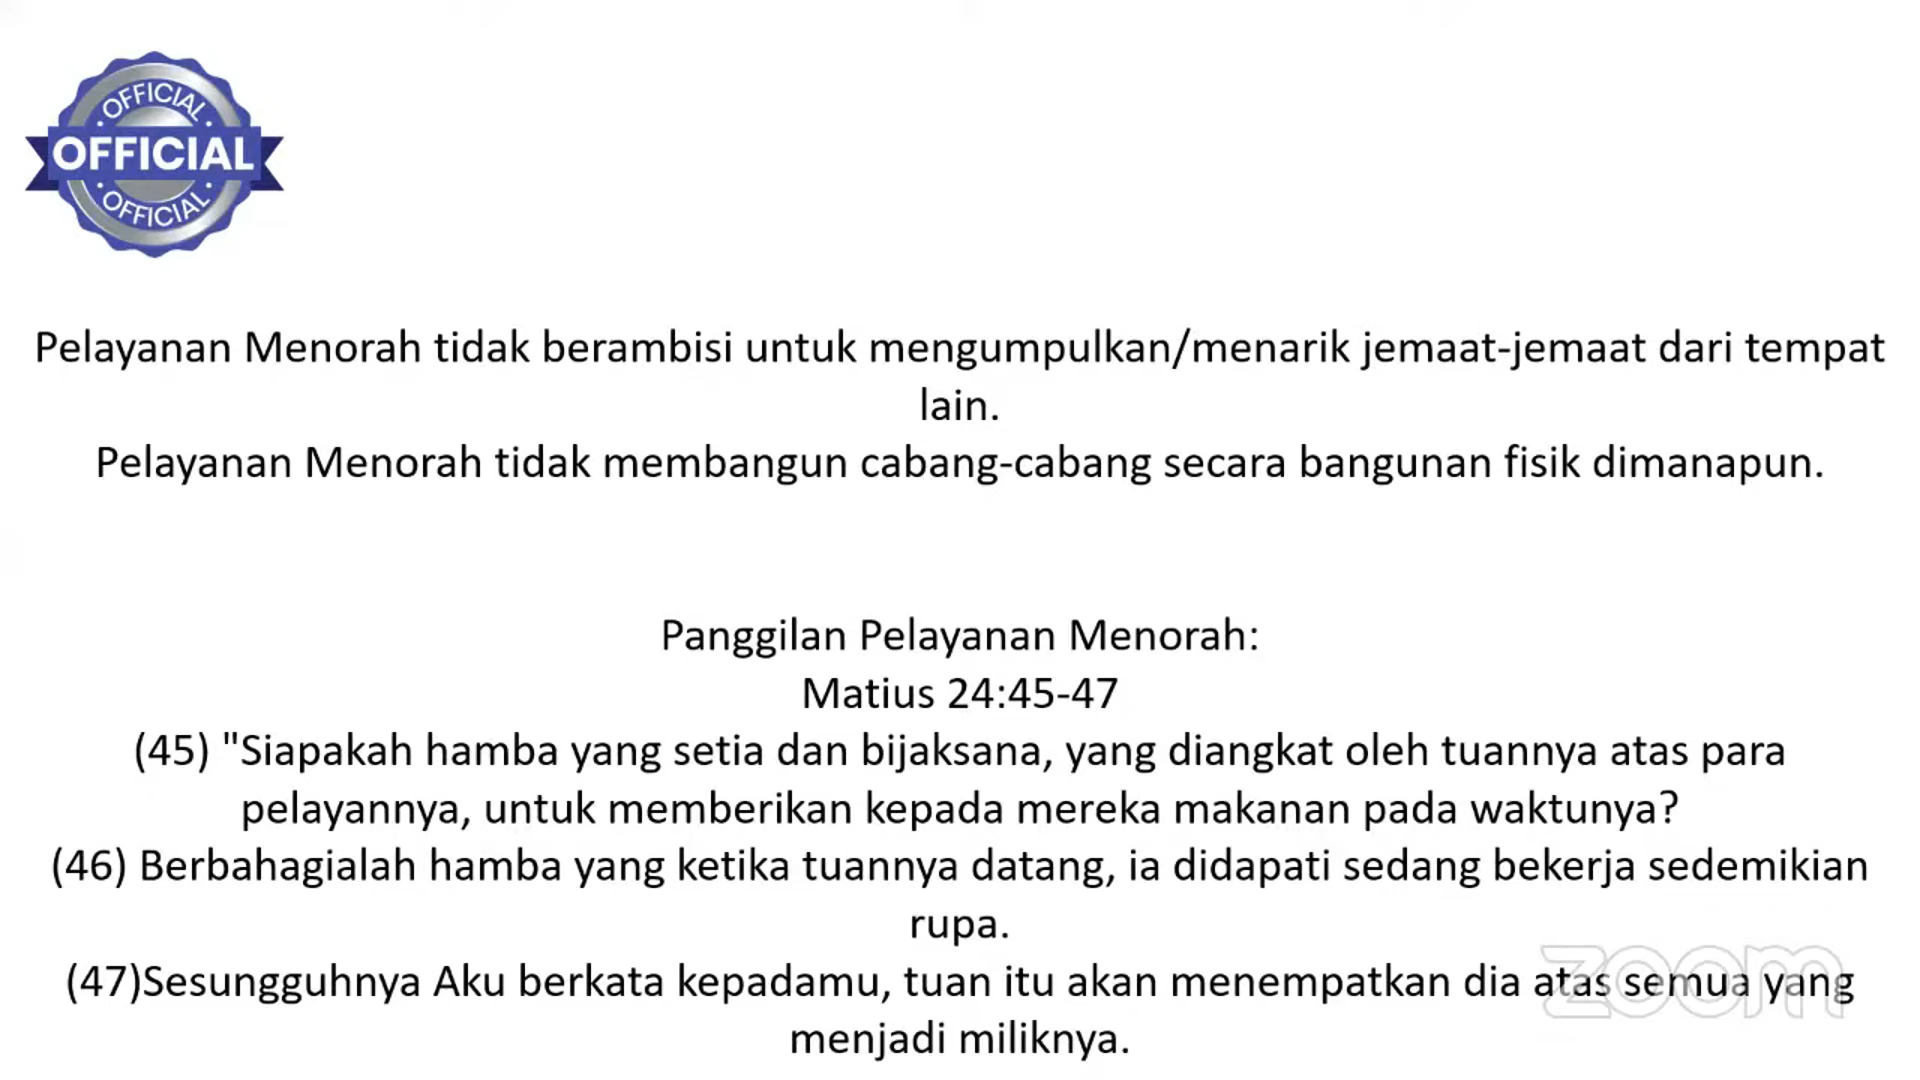 OFFICIAL
OFFICIAL
OFFICIAL
Pelayanan Menorah tidak berambisi untuk mengumpulkan/menarik jemaat-jemaat dari tempat
lain.
Pelayanan Menorah tidak membangun cabang-cabang secara bangunan fisik dimanapun.
Panggilan Pelayanan Menorah:
Matius 24:45-47
(45) "Siapakah hamba yang setia dan bijaksana, yang diangkat oleh tuannya atas para
pelayannya, untuk memberikan kepada mereka makanan pada waktunya?
(46) Berbahagialah hamba yang ketika tuannya datang, ia didapati sedang bekerja sedemikian
rupa.
(47)Sesungguhnya Aku berkata kepadamu, tuan itu akan menempatkan dia atas semua yang
menjadi miliknya.
zoom